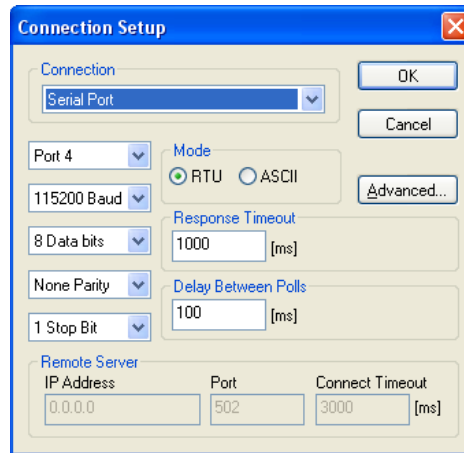 Connection Setup
Connection
Serial Port
OK
Cancel
Advanced...
Port 4
115200 Baud
8 Data bits
None Parity
1 Stop Bit
Mode
RTU
ASCII
Response Timeout
1000
[ms]
Delay Between Polls
100
[ms]
Remote Server
IP Address
Port
Connect Timeout
0.0.0.0
502
3000
[ms]